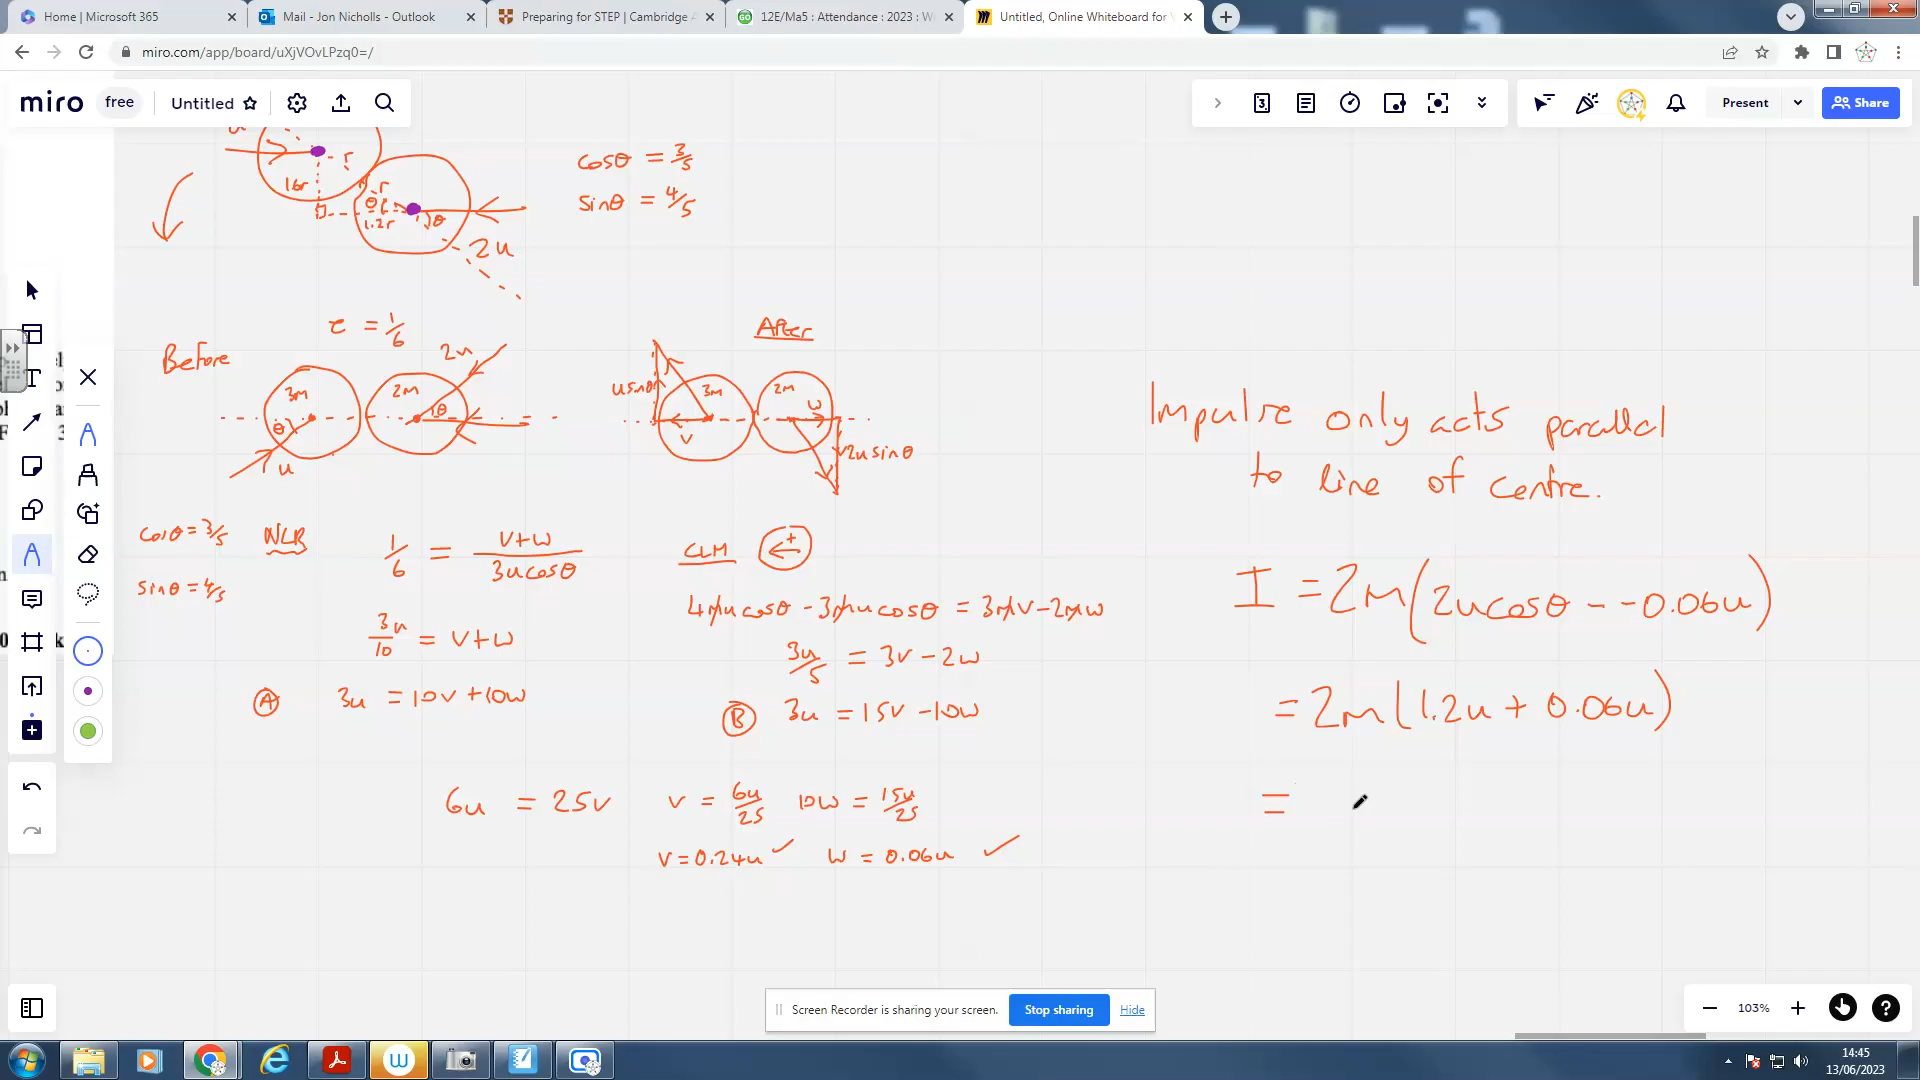 Home | Microsoft 365
Mail - Jon Nicholls - Outlook
Preparing for STEP | Cambridge
12E/Ma5 : Attendance : 2023 : W
Untitled, Online Whiteboard for
miro.com/app/board/uXjVOvLPzq0=/
miro
free
Untitled
Present
Share
r
1.6r
r
θ
1.2r
θ
2u
cosθ = 3/5
sinθ = 4/5
e = 1/6
Before
3m
2m
2u
θ
θ
u
After
usinθ
3m
2m
v
w
2usinθ
cosθ = 3/5
sinθ = 4/5
NLR
1/6 = (v+w)/(3ucosθ)
3u/10 = v+w
Ⓐ 3u = 10v+10w
CLM ←+
4mucosθ - 3mucosθ = 3mv-2mw
3u/5 = 3v-2w
Ⓑ 3u = 15v-10w
6u = 25v
v = 6u/25 10w = 15u/25
v=0.24u ✓ w = 0.06u ✓
Impulse only acts parallel
to line of centre.
I = 2m(2ucosθ - -0.06u)
= 2m(1.2u + 0.06u)
=
Screen Recorder is sharing your screen.
Stop sharing
Hide
103%
14:45
13/06/2023